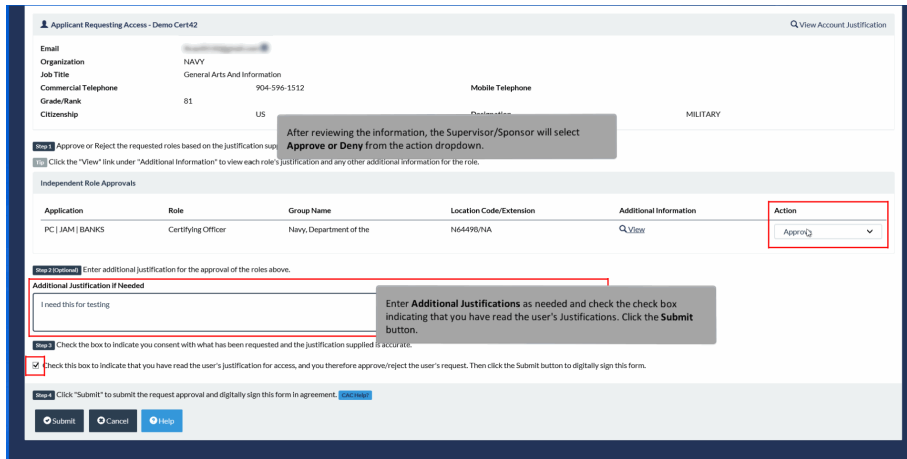 Applicant Requesting Access - Demo Cert42 View Account Justification
Email
Organization NAVY
Job Title General Arts And Information
Commercial Telephone 904-596-1512 Mobile Telephone
Grade/Rank 81
Citizenship US Designation MILITARY
After reviewing the information, the Supervisor/Sponsor will select
Approve or Deny from the action dropdown.
Step 1 Approve or Reject the requested roles based on the justification sup
Tip Click the "View" link under "Additional Information" to view each role's justification and any other additional information for the role.
Independent Role Approvals
Application Role Group Name Location Code/Extension Additional Information Action
PC | JAM | BANKS Certifying Officer Navy, Department of the N64498/NA View Approve
Step 2 (Optional) Enter additional justification for the approval of the roles above.
Additional Justification if Needed
I need this for testing
Enter Additional Justifications as needed and check the check box
indicating that you have read the user's Justifications. Click the Submit
button.
Step 3 Check the box to indicate you consent with what has been requested and the justification supplied is accurate.
Check this box to indicate that you have read the user's justification for access, and you therefore approve/reject the user's request. Then click the Submit button to digitally sign this form.
Step 4 Click "Submit" to submit the request approval and digitally sign this form in agreement. CAC Help?
Submit Cancel Help